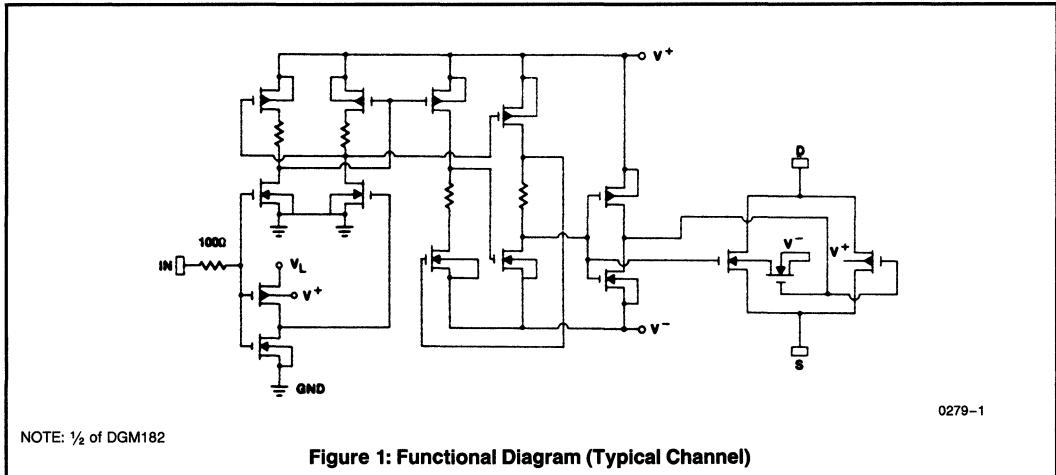 V+
D
100Ω
IN
VL
V+
V−
V+
V−
S
GND
0279–1
NOTE: ½ of DGM182
Figure 1: Functional Diagram (Typical Channel)